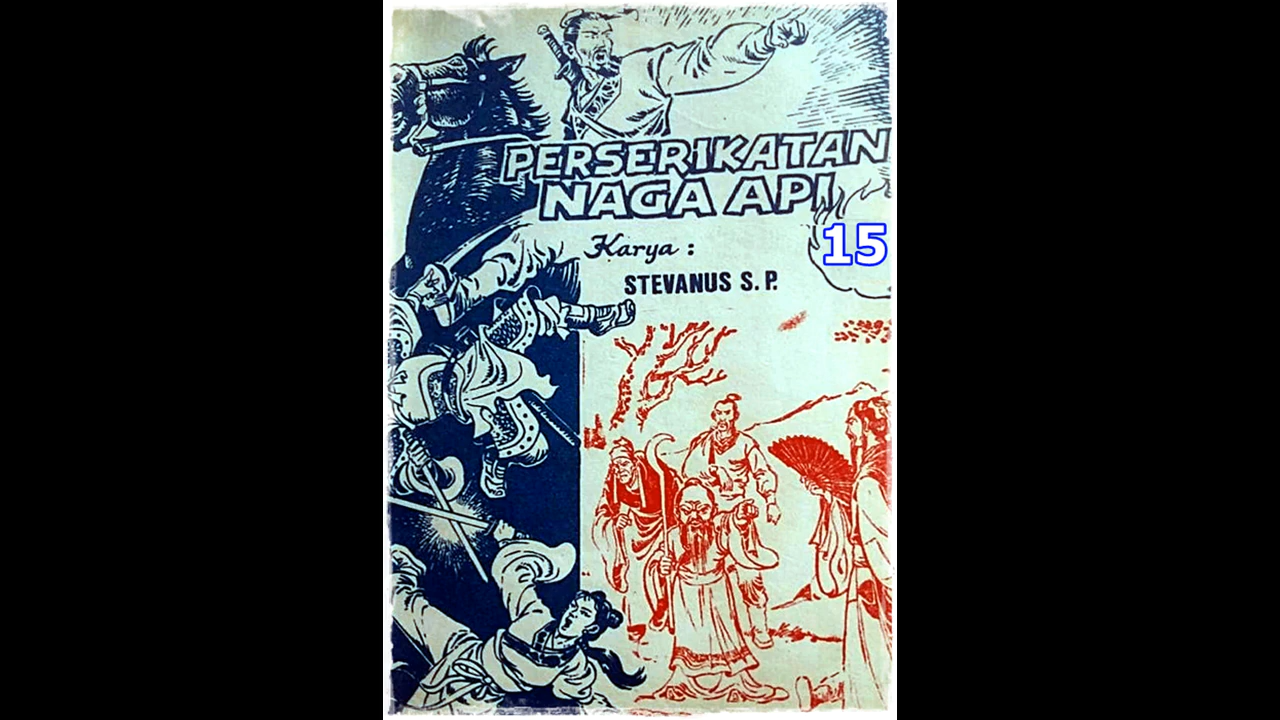 PERSERIKATAN
NAGA API
15
Karya :
STEVANUS S. P.